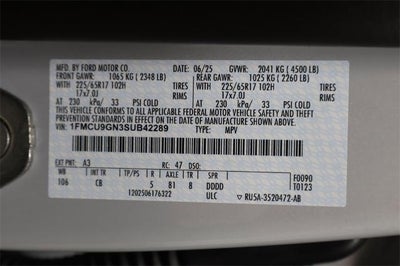 MFD. BY FORD MOTOR CO. DATE: 06/25 GVWR: 2041 KG ( 4500 LB)
FRONT GAWR: 1065 KG ( 2348 LB) REAR GAWR: 1025 KG ( 2260 LB)
WITH 225/65R17 102H TIRES WITH 225/65R17 102H TIRES
17x7.0J RIMS 17x7.0J RIMS
AT 230 kPa/ 33 PSI COLD AT 230 kPa/ 33 PSI COLD
THIS VEHICLE CONFORMS TO ALL APPLICABLE FEDERAL MOTOR VEHICLE SAFETY AND THEFT PREVENTION STANDARDS IN EFFECT ON THE DATE OF MANUFACTURE SHOWN ABOVE.
VIN: 1FMCU9GN3SUB42289
TYPE: MPV
EXT PNT: A3 RC: 47 DSO: F0090
WB INT TR TP/PS R AXLE TR SPR T0123
106 CB 5 B1 8 DDDD
1202506176322 ULC RU5A-3520472-AB